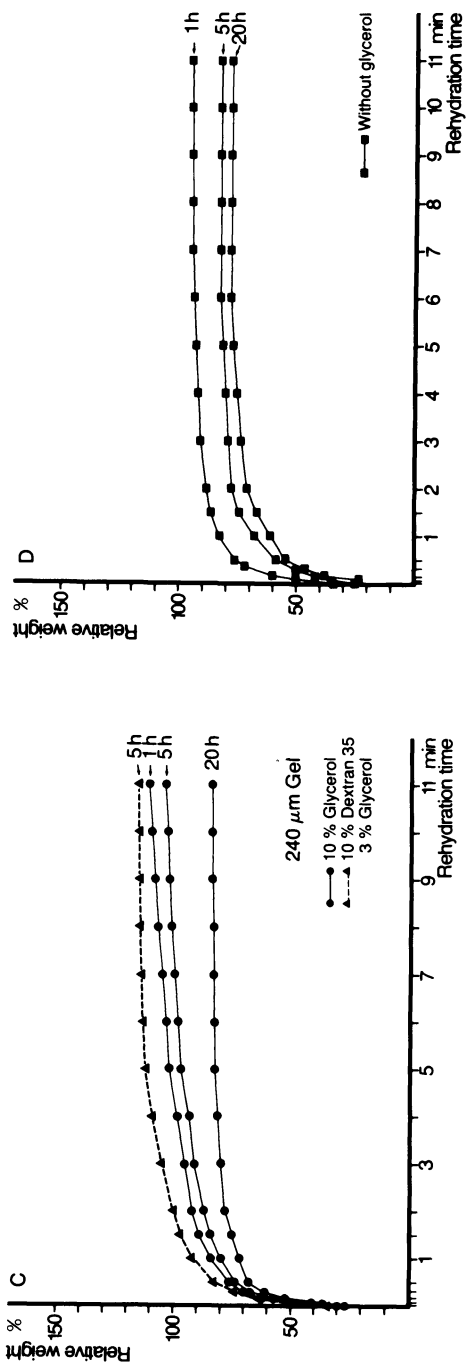 C
Relative weight %
150
100
50
5h
1h
5h
20h
240 µm Gel
10 % Glycerol
10 % Dextran 35
3 % Glycerol
1 3 5 7 9 11 min
Rehydration time
D
Relative weight %
150
100
50
1h
5h
20h
Without glycerol
1 2 3 4 5 6 7 8 9 10 11 min
Rehydration time